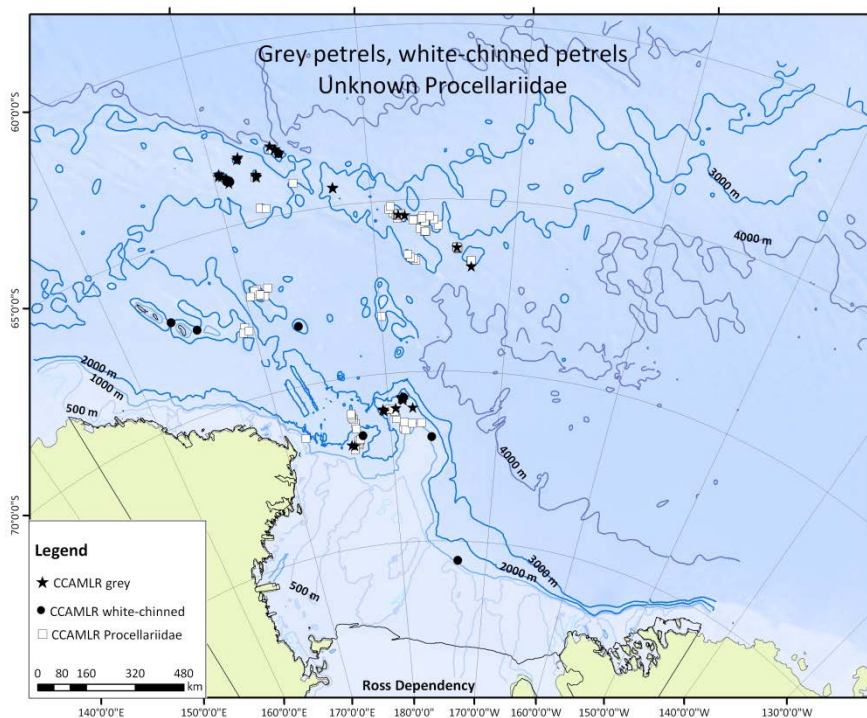 Grey petrels, white-chinned petrels
Unknown Procellariidae
60°0'0"S
3000 m
4000 m
65°0'0"S
2000 m
1000 m
500 m
4000 m
70°0'0"S
3000 m
2000 m
500 m
Legend
CCAMLR grey
CCAMLR white-chinned
CCAMLR Procellariidae
0 80 160 320 480
km
Ross Dependency
140°0'0"E 150°0'0"E 160°0'0"E 170°0'0"E 180°0'0" 170°0'0"W 160°0'0"W 150°0'0"W 140°0'0"W 130°0'0"W